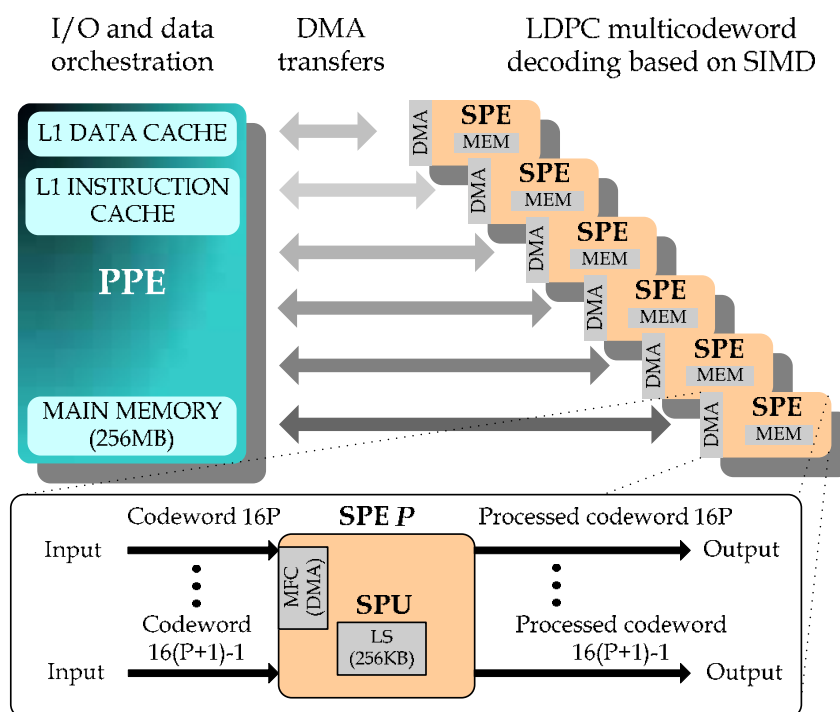 I/O and data
orchestration
DMA
transfers
LDPC multicodeword
decoding based on SIMD
L1 DATA CACHE
L1 INSTRUCTION
CACHE
PPE
MAIN MEMORY
(256MB)
DMA
SPE
MEM
DMA
SPE
MEM
DMA
SPE
MEM
DMA
SPE
MEM
DMA
SPE
MEM
DMA
SPE
MEM
Codeword 16P
SPE P
Processed codeword 16P
Input
Output
MFC
(DMA)
SPU
LS
(256KB)
Codeword
16(P+1)-1
Processed codeword
16(P+1)-1
Input
Output